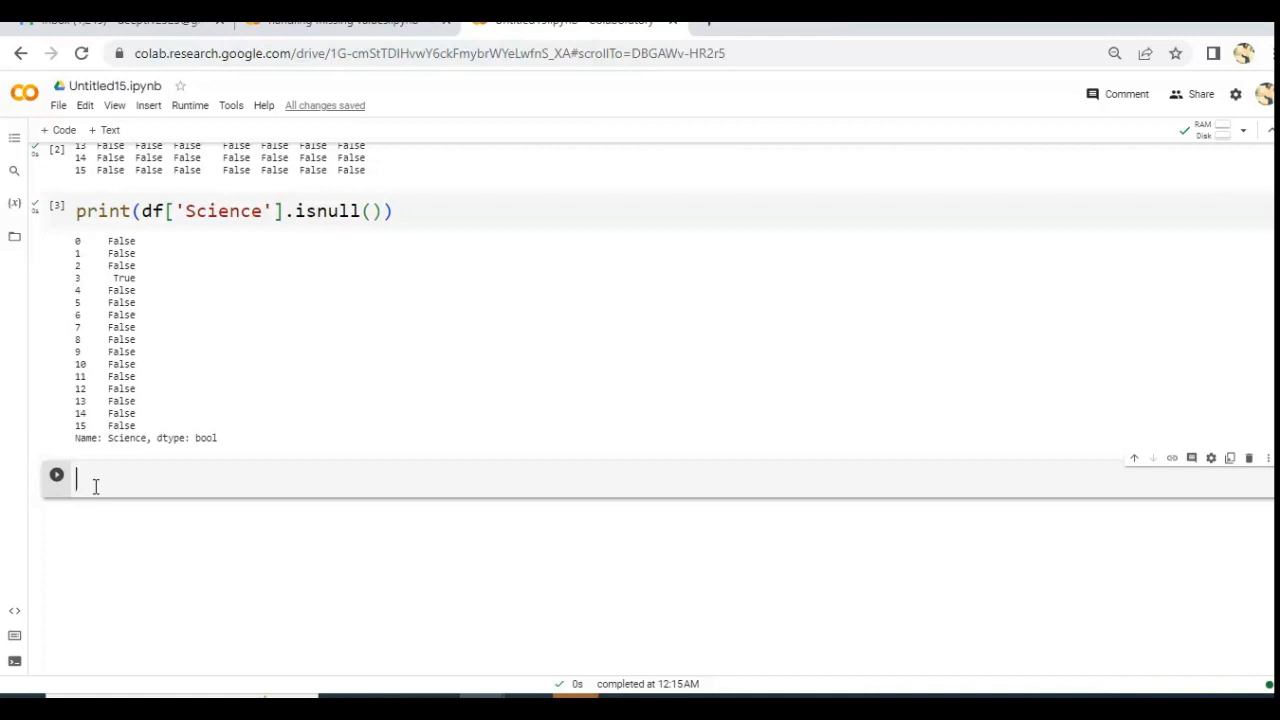 colab.research.google.com/drive/1G-cmStTDIHvwY6ckFmybrWYeLwfnS_XA#scrollTo=DBGAWv-HR2r5
Untitled15.ipynb
File Edit View Insert Runtime Tools Help All changes saved
Comment Share
+ Code + Text
RAM
Disk
[2]
13 False False False False False False False
14 False False False False False False False
15 False False False False False False False
0s
[3] print(df['Science'].isnull())
0s
0 False
1 False
2 False
3 True
4 False
5 False
6 False
7 False
8 False
9 False
10 False
11 False
12 False
13 False
14 False
15 False
Name: Science, dtype: bool
0s completed at 12:15 AM